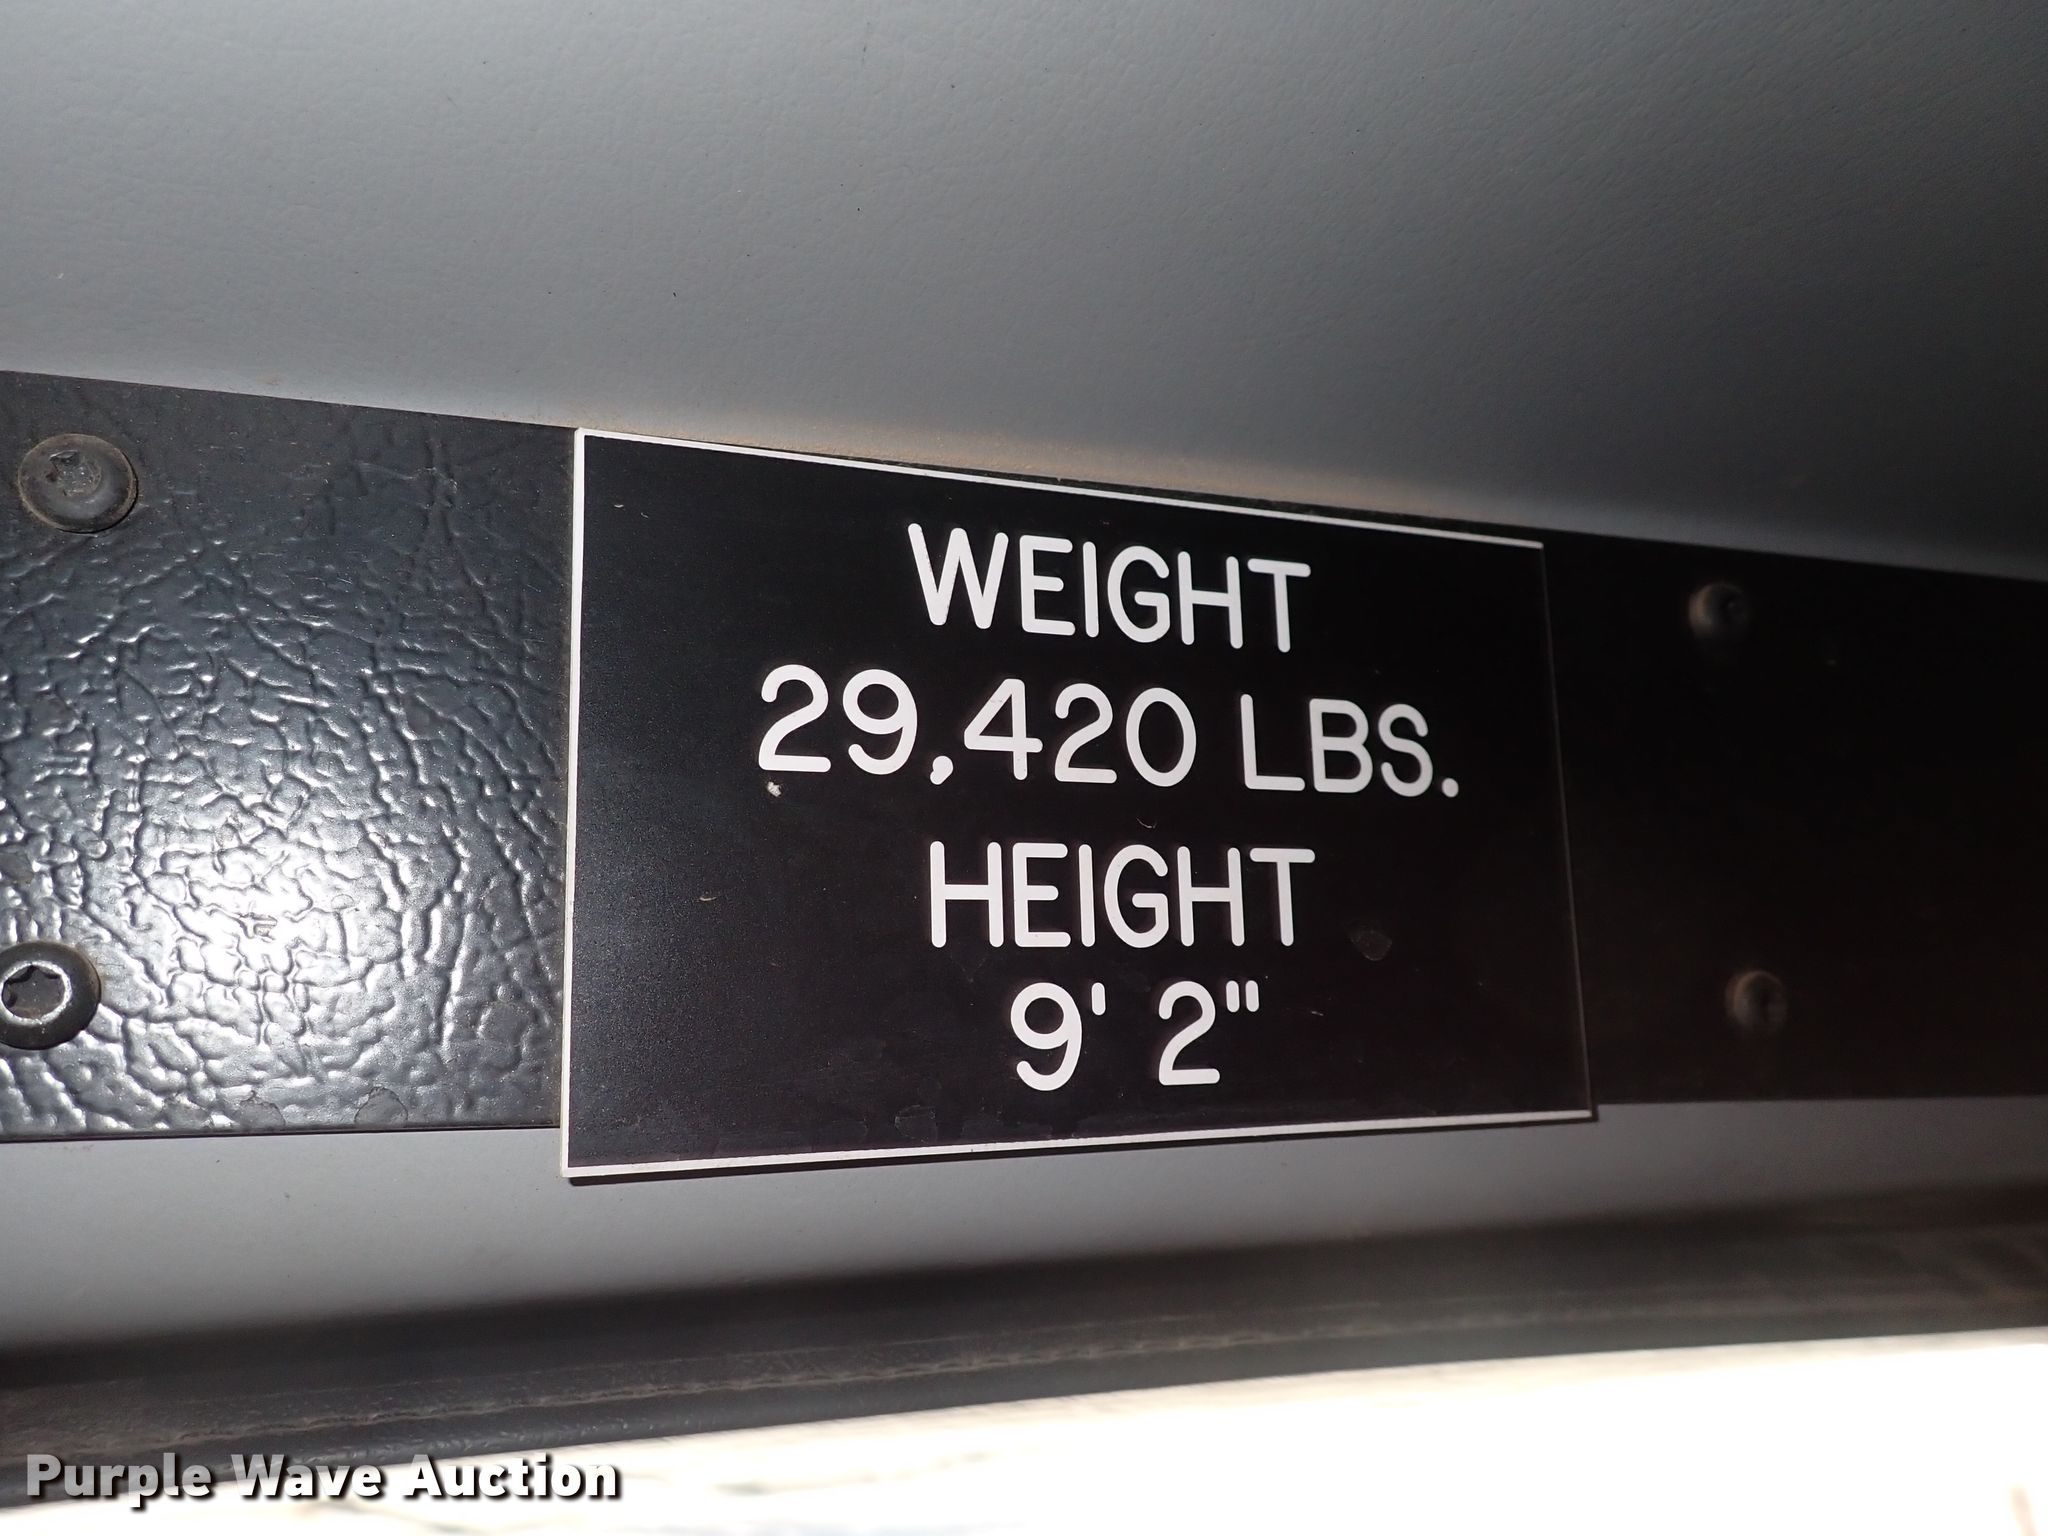 WEIGHT
29,420 LBS.
HEIGHT
9' 2"
Purple Wave Auction